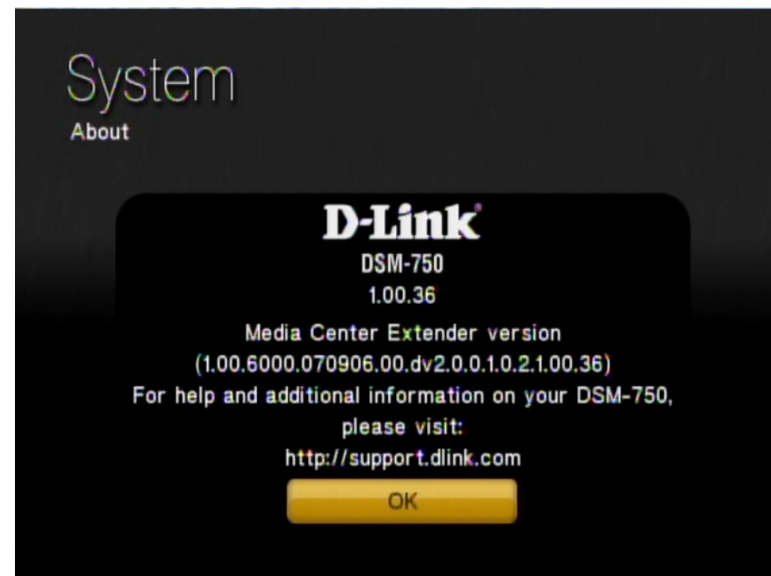 System
About
D-Link®
DSM-750
1.00.36
Media Center Extender version
(1.00.6000.070906.00.dv2.0.0.1.0.2.1.00.36)
For help and additional information on your DSM-750,
please visit:
http://support.dlink.com
OK